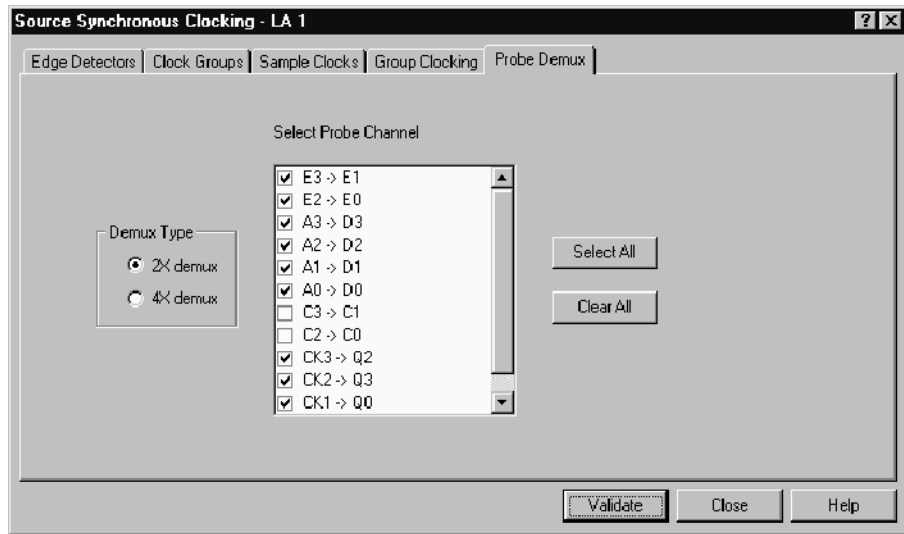 Source Synchronous Clocking - LA 1
Edge Detectors Clock Groups Sample Clocks Group Clocking Probe Demux
Select Probe Channel
E3 -> E1
E2 -> E0
A3 -> D3
A2 -> D2
A1 -> D1
A0 -> D0
C3 -> C1
C2 -> C0
CK3 -> Q2
CK2 -> Q3
CK1 -> Q0
Demux Type
2X demux
4X demux
Select All
Clear All
Validate Close Help